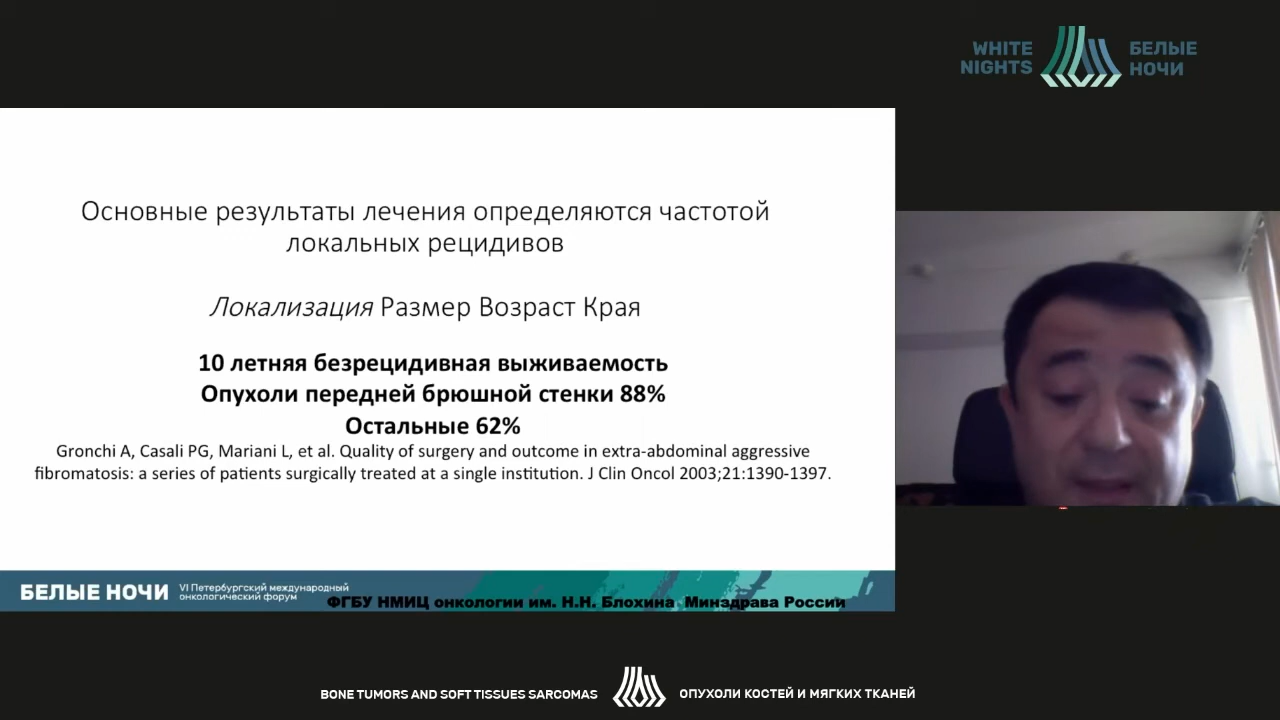 WHITE
NIGHTS
БЕЛЫЕ
НОЧИ
Основные результаты лечения определяются частотой
локальных рецидивов
Локализация Размер Возраст Края
10 летняя безрецидивная выживаемость
Опухоли передней брюшной стенки 88%
Остальные 62%
Gronchi A, Casali PG, Mariani L, et al. Quality of surgery and outcome in extra-abdominal aggressive
fibromatosis: a series of patients surgically treated at a single institution. J Clin Oncol 2003;21:1390-1397.
БЕЛЫЕ НОЧИ
VI Петербургский международный
онкологический форум
ФГБУ НМИЦ онкологии им. Н.Н. Блохина Минздрава России
BONE TUMORS AND SOFT TISSUES SARCOMAS
ОПУХОЛИ КОСТЕЙ И МЯГКИХ ТКАНЕЙ